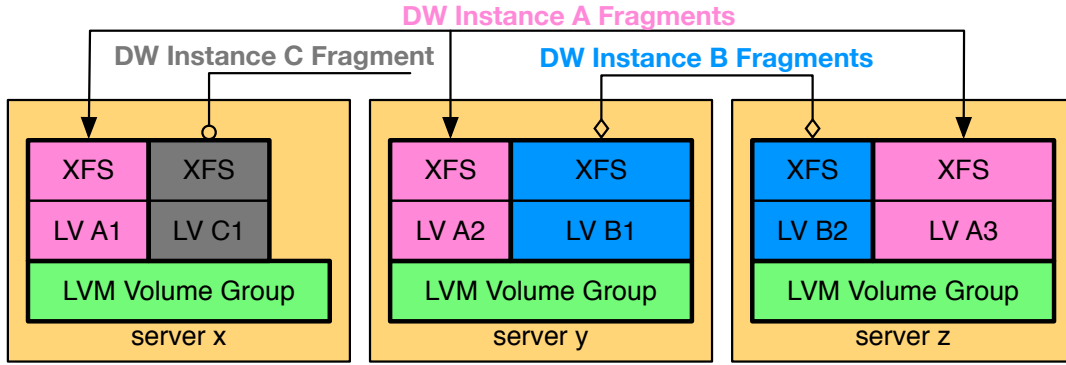 DW Instance A Fragments
DW Instance C Fragment
DW Instance B Fragments
XFS XFS XFS XFS XFS XFS
LV A1 LV C1 LV A2 LV B1 LV B2 LV A3
LVM Volume Group LVM Volume Group LVM Volume Group
server x server y server z